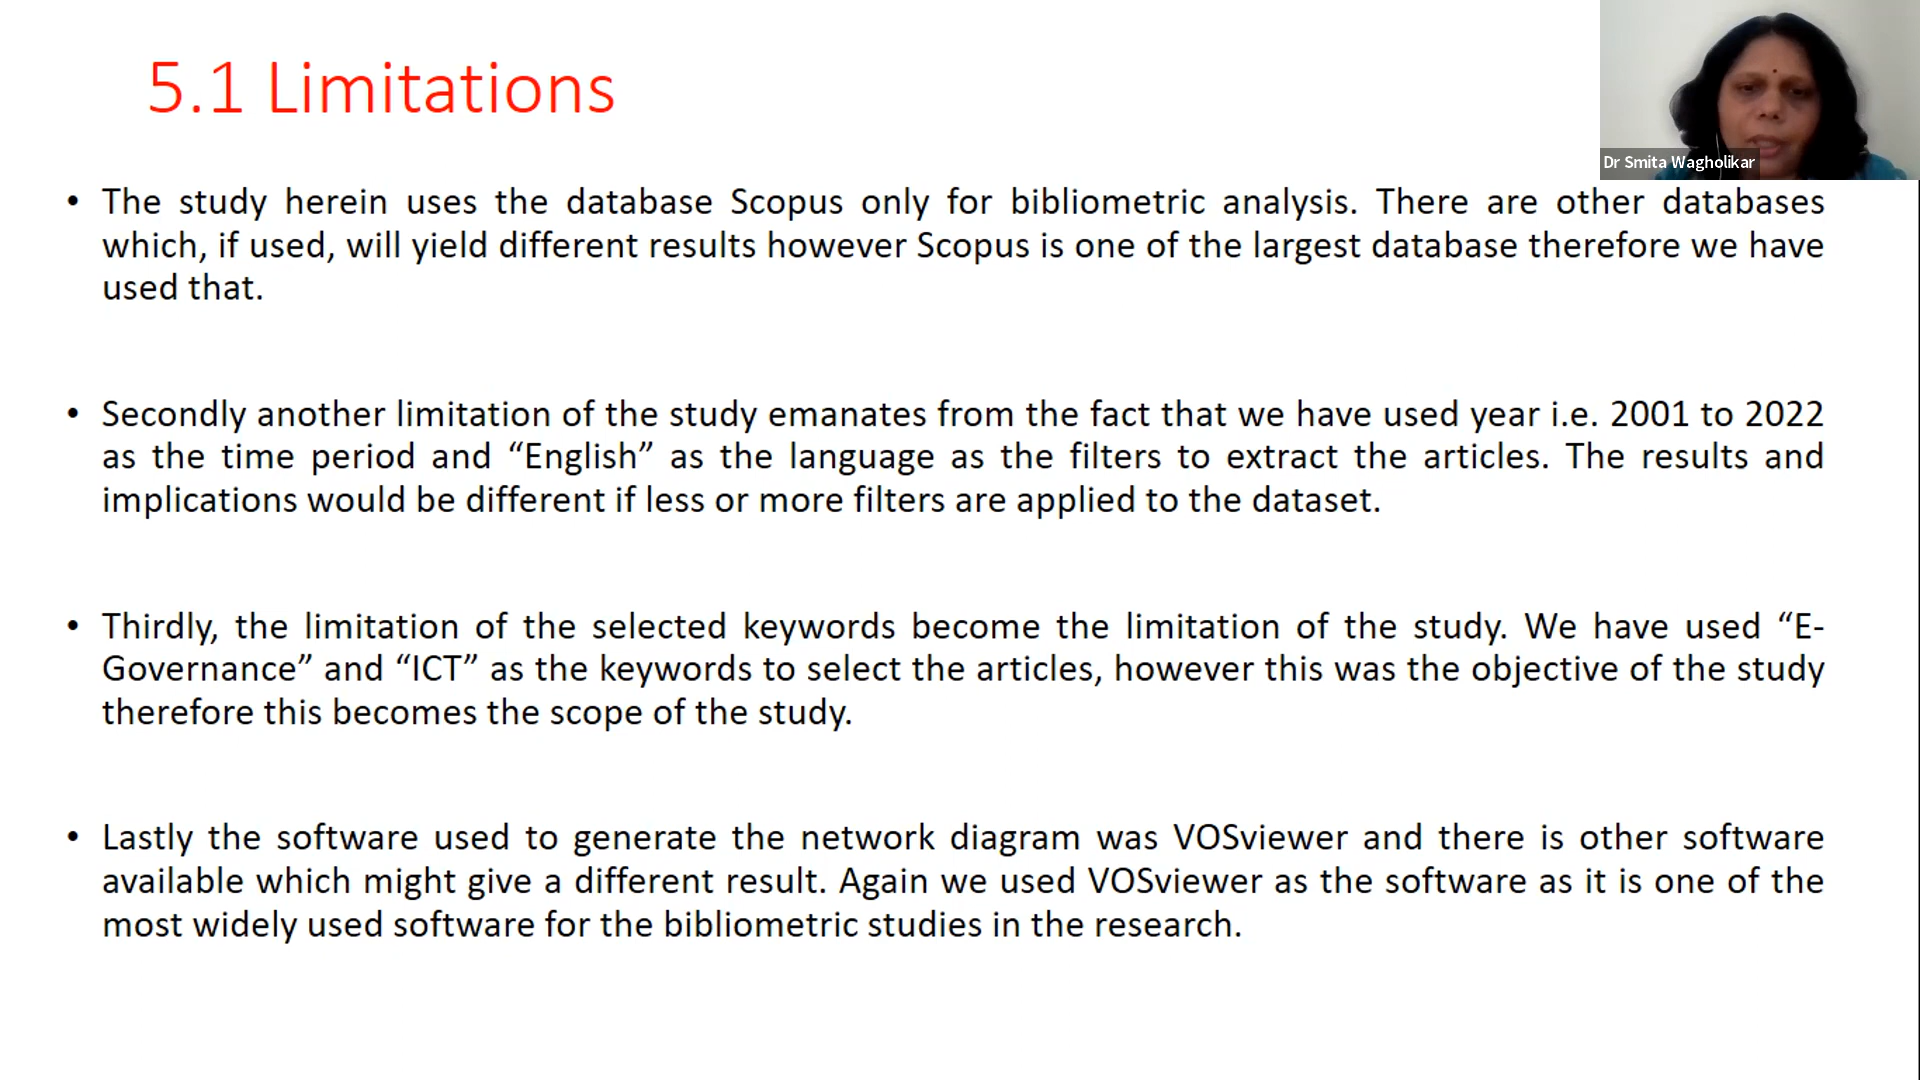 5.1 Limitations
Dr Smita Wagholikar
• The study herein uses the database Scopus only for bibliometric analysis. There are other databases
which, if used, will yield different results however Scopus is one of the largest database therefore we have
used that.
• Secondly another limitation of the study emanates from the fact that we have used year i.e. 2001 to 2022
as the time period and “English” as the language as the filters to extract the articles. The results and
implications would be different if less or more filters are applied to the dataset.
• Thirdly, the limitation of the selected keywords become the limitation of the study. We have used “E-
Governance” and “ICT” as the keywords to select the articles, however this was the objective of the study
therefore this becomes the scope of the study.
• Lastly the software used to generate the network diagram was VOSviewer and there is other software
available which might give a different result. Again we used VOSviewer as the software as it is one of the
most widely used software for the bibliometric studies in the research.